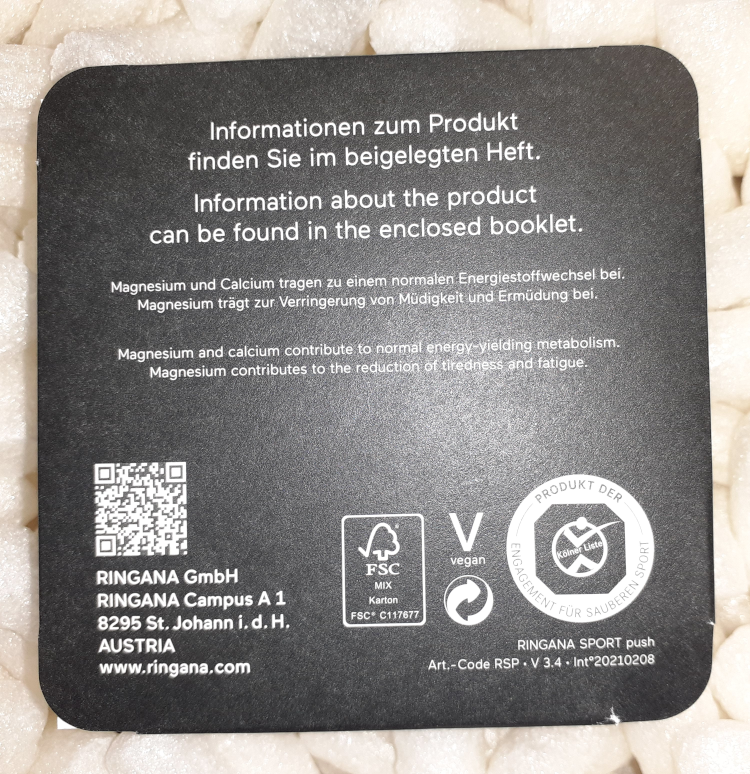 Informationen zum Produkt
finden Sie im beigelegten Heft.
Information about the product
can be found in the enclosed booklet.
Magnesium und Calcium tragen zu einem normalen Energiestoffwechsel bei.
Magnesium trägt zur Verringerung von Müdigkeit und Ermüdung bei.
Magnesium and calcium contribute to normal energy-yielding metabolism.
Magnesium contributes to the reduction of tiredness and fatigue.
RINGANA GmbH
RINGANA Campus A 1
8295 St. Johann i. d. H.
AUSTRIA
www.ringana.com
FSC
MIX
Karton
FSC® C117677
V
vegan
PRODUKT DER
Kölner Liste
ENGAGEMENT FÜR SAUBEREN SPORT
RINGANA SPORT push
Art.-Code RSP • V 3.4 • Int°20210208